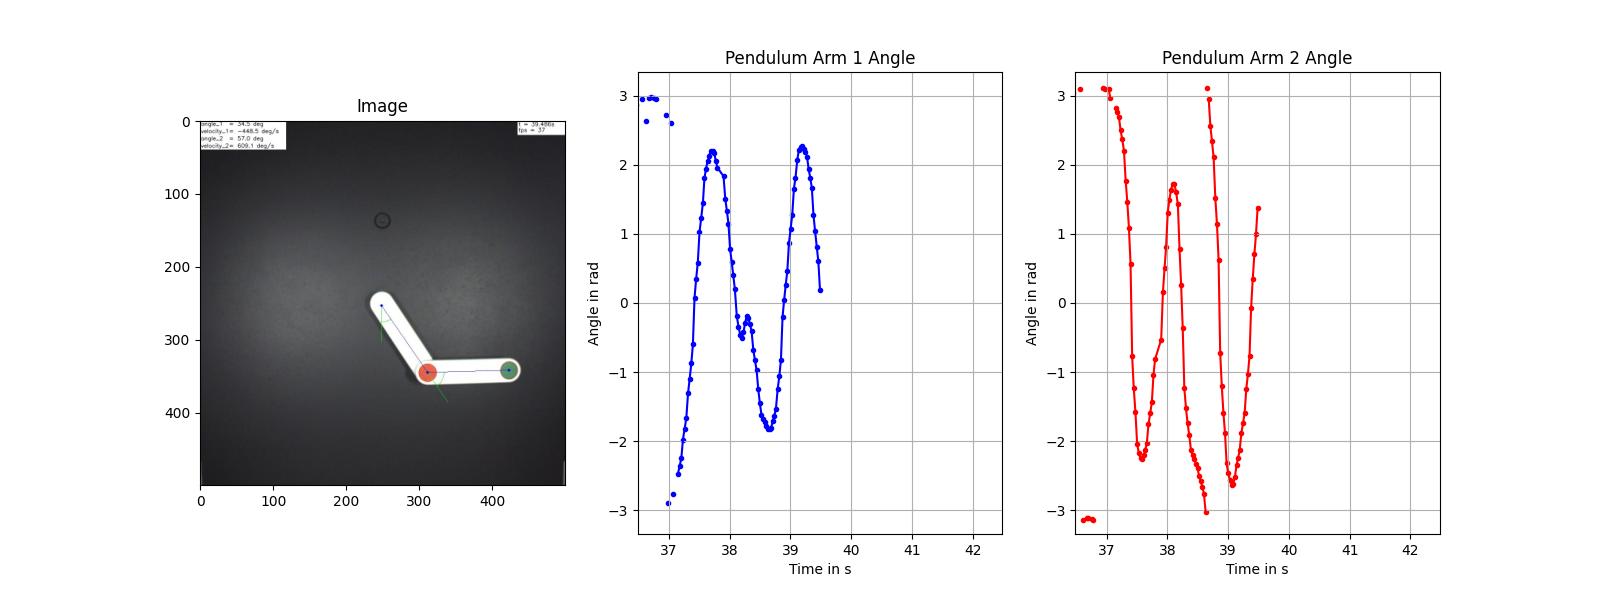 Image
angle_1 = 34.5 deg
velocity_1= -448.5 deg/s
angle_2 = 57.0 deg
velocity_2= 609.1 deg/s
t = 39.486s
fps = 37
0
100
200
300
400
0 100 200 300 400
Pendulum Arm 1 Angle
Angle in rad
3
2
1
0
−1
−2
−3
37 38 39 40 41 42
Time in s
Pendulum Arm 2 Angle
Angle in rad
3
2
1
0
−1
−2
−3
37 38 39 40 41 42
Time in s